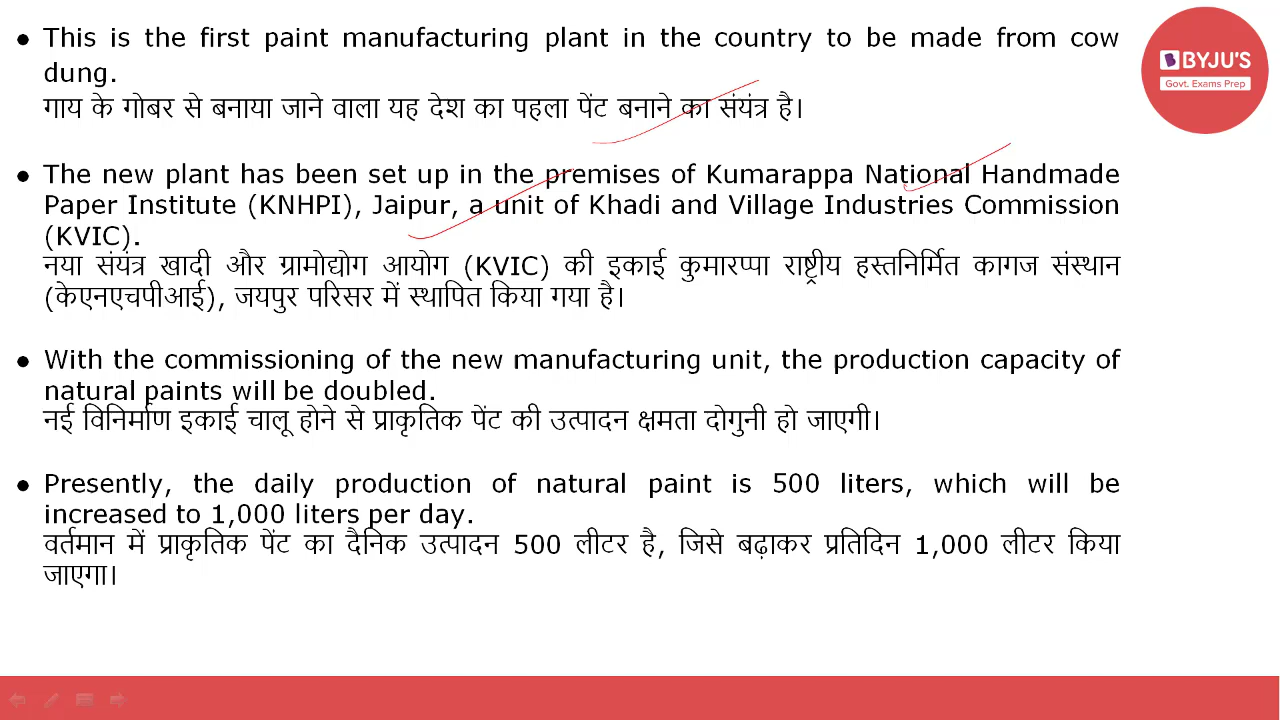 This is the first paint manufacturing plant in the country to be made from cow
dung.
गाय के गोबर से बनाया जाने वाला यह देश का पहला पेंट बनाने का संयंत्र है।
The new plant has been set up in the premises of Kumarappa National Handmade
Paper Institute (KNHPI), Jaipur, a unit of Khadi and Village Industries Commission
(KVIC).
नया संयंत्र खादी और ग्रामोद्योग आयोग (KVIC) की इकाई कुमारप्पा राष्ट्रीय हस्तनिर्मित कागज संस्थान
(केएनएचपीआई), जयपुर परिसर में स्थापित किया गया है।
With the commissioning of the new manufacturing unit, the production capacity of
natural paints will be doubled.
नई विनिर्माण इकाई चालू होने से प्राकृतिक पेंट की उत्पादन क्षमता दोगुनी हो जाएगी।
Presently, the daily production of natural paint is 500 liters, which will be
increased to 1,000 liters per day.
वर्तमान में प्राकृतिक पेंट का दैनिक उत्पादन 500 लीटर है, जिसे बढ़ाकर प्रतिदिन 1,000 लीटर किया
जाएगा।
BYJU'S
Govt. Exams Prep